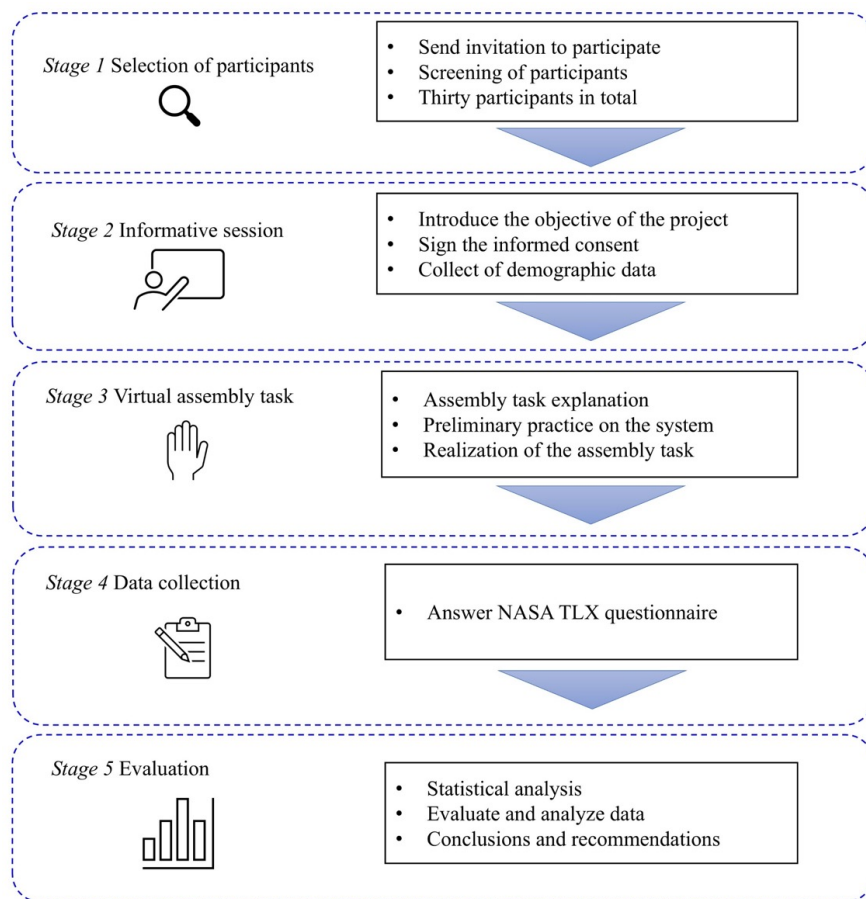 Stage 1 Selection of participants
• Send invitation to participate
• Screening of participants
• Thirty participants in total
Stage 2 Informative session
• Introduce the objective of the project
• Sign the informed consent
• Collect of demographic data
Stage 3 Virtual assembly task
• Assembly task explanation
• Preliminary practice on the system
• Realization of the assembly task
Stage 4 Data collection
• Answer NASA TLX questionnaire
Stage 5 Evaluation
• Statistical analysis
• Evaluate and analyze data
• Conclusions and recommendations